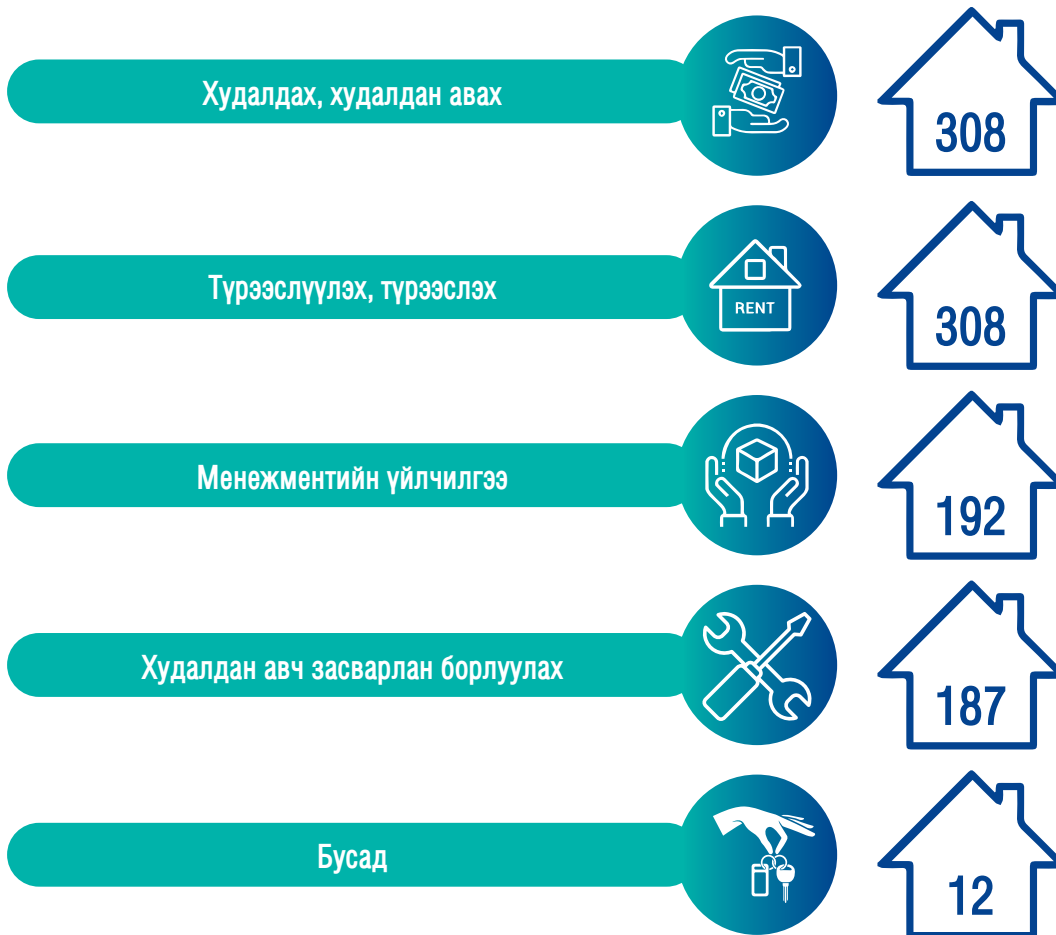 Худалдах, худалдан авах
308
Түрээслүүлэх, түрээслэх
RENT
308
Менежментийн үйлчилгээ
192
Худалдан авч засварлан борлуулах
187
Бусад
12